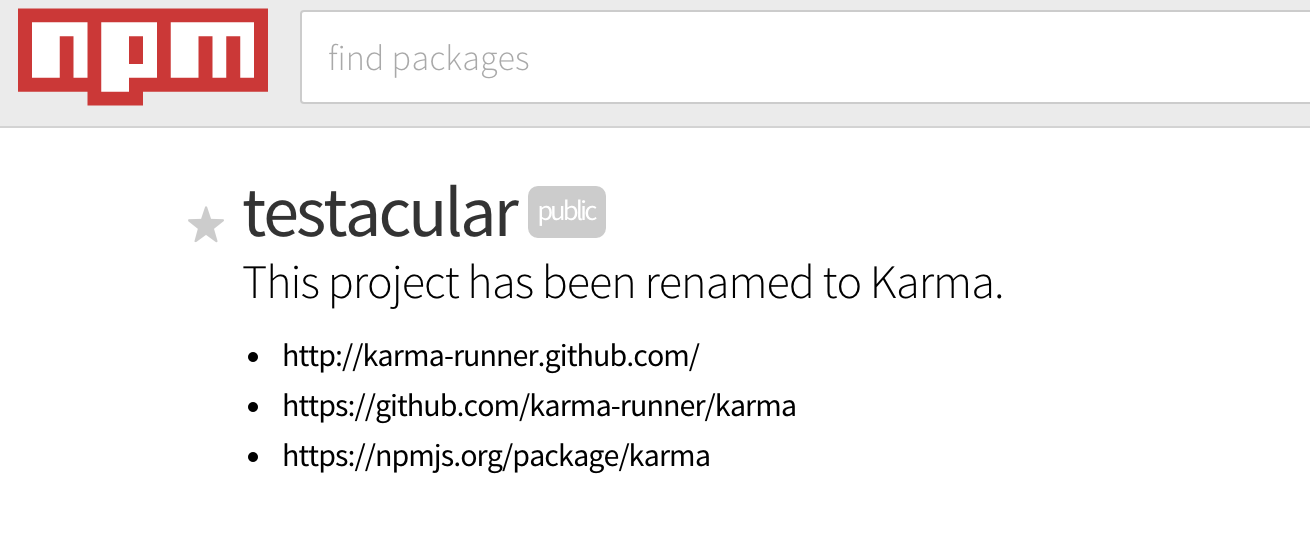 npm
find packages
testacular public
This project has been renamed to Karma.
http://karma-runner.github.com/
https://github.com/karma-runner/karma
https://npmjs.org/package/karma